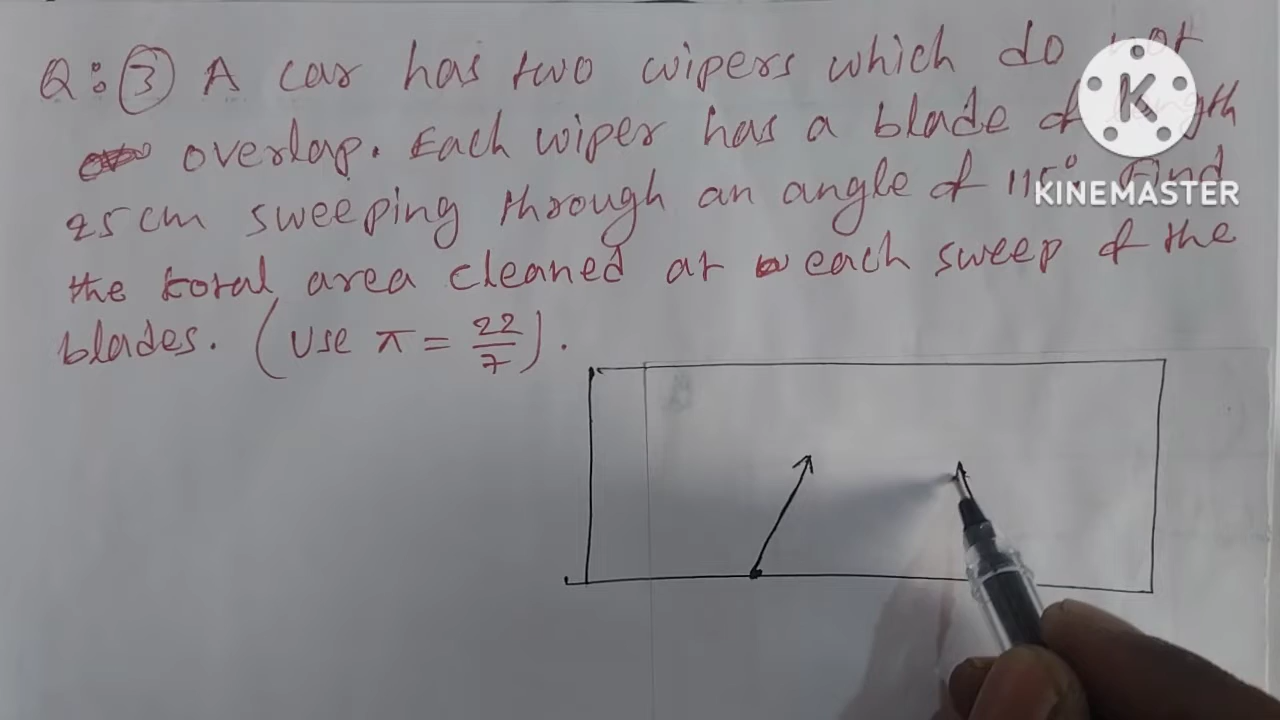 Q: 3 A car has two wipers which do not
overlap. Each wiper has a blade of length
25 cm sweeping through an angle of 115° Find
the total area cleaned at each sweep of the
blades. (Use π = 22/7).
K
KINEMASTER